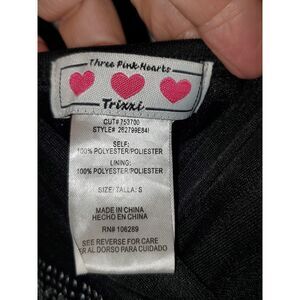 Three Pink Hearts
Trixxi
CUT# 753700
STYLE# 262799E84I
SELF:
100% POLYESTER/POLIESTER
LINING:
100% POLYESTER/POLIESTER
SIZE/TALLA: S
MADE IN CHINA
HECHO EN CHINA
RN# 106289
SEE REVERSE FOR CARE
ER AL DORSO PARA CUIDADO